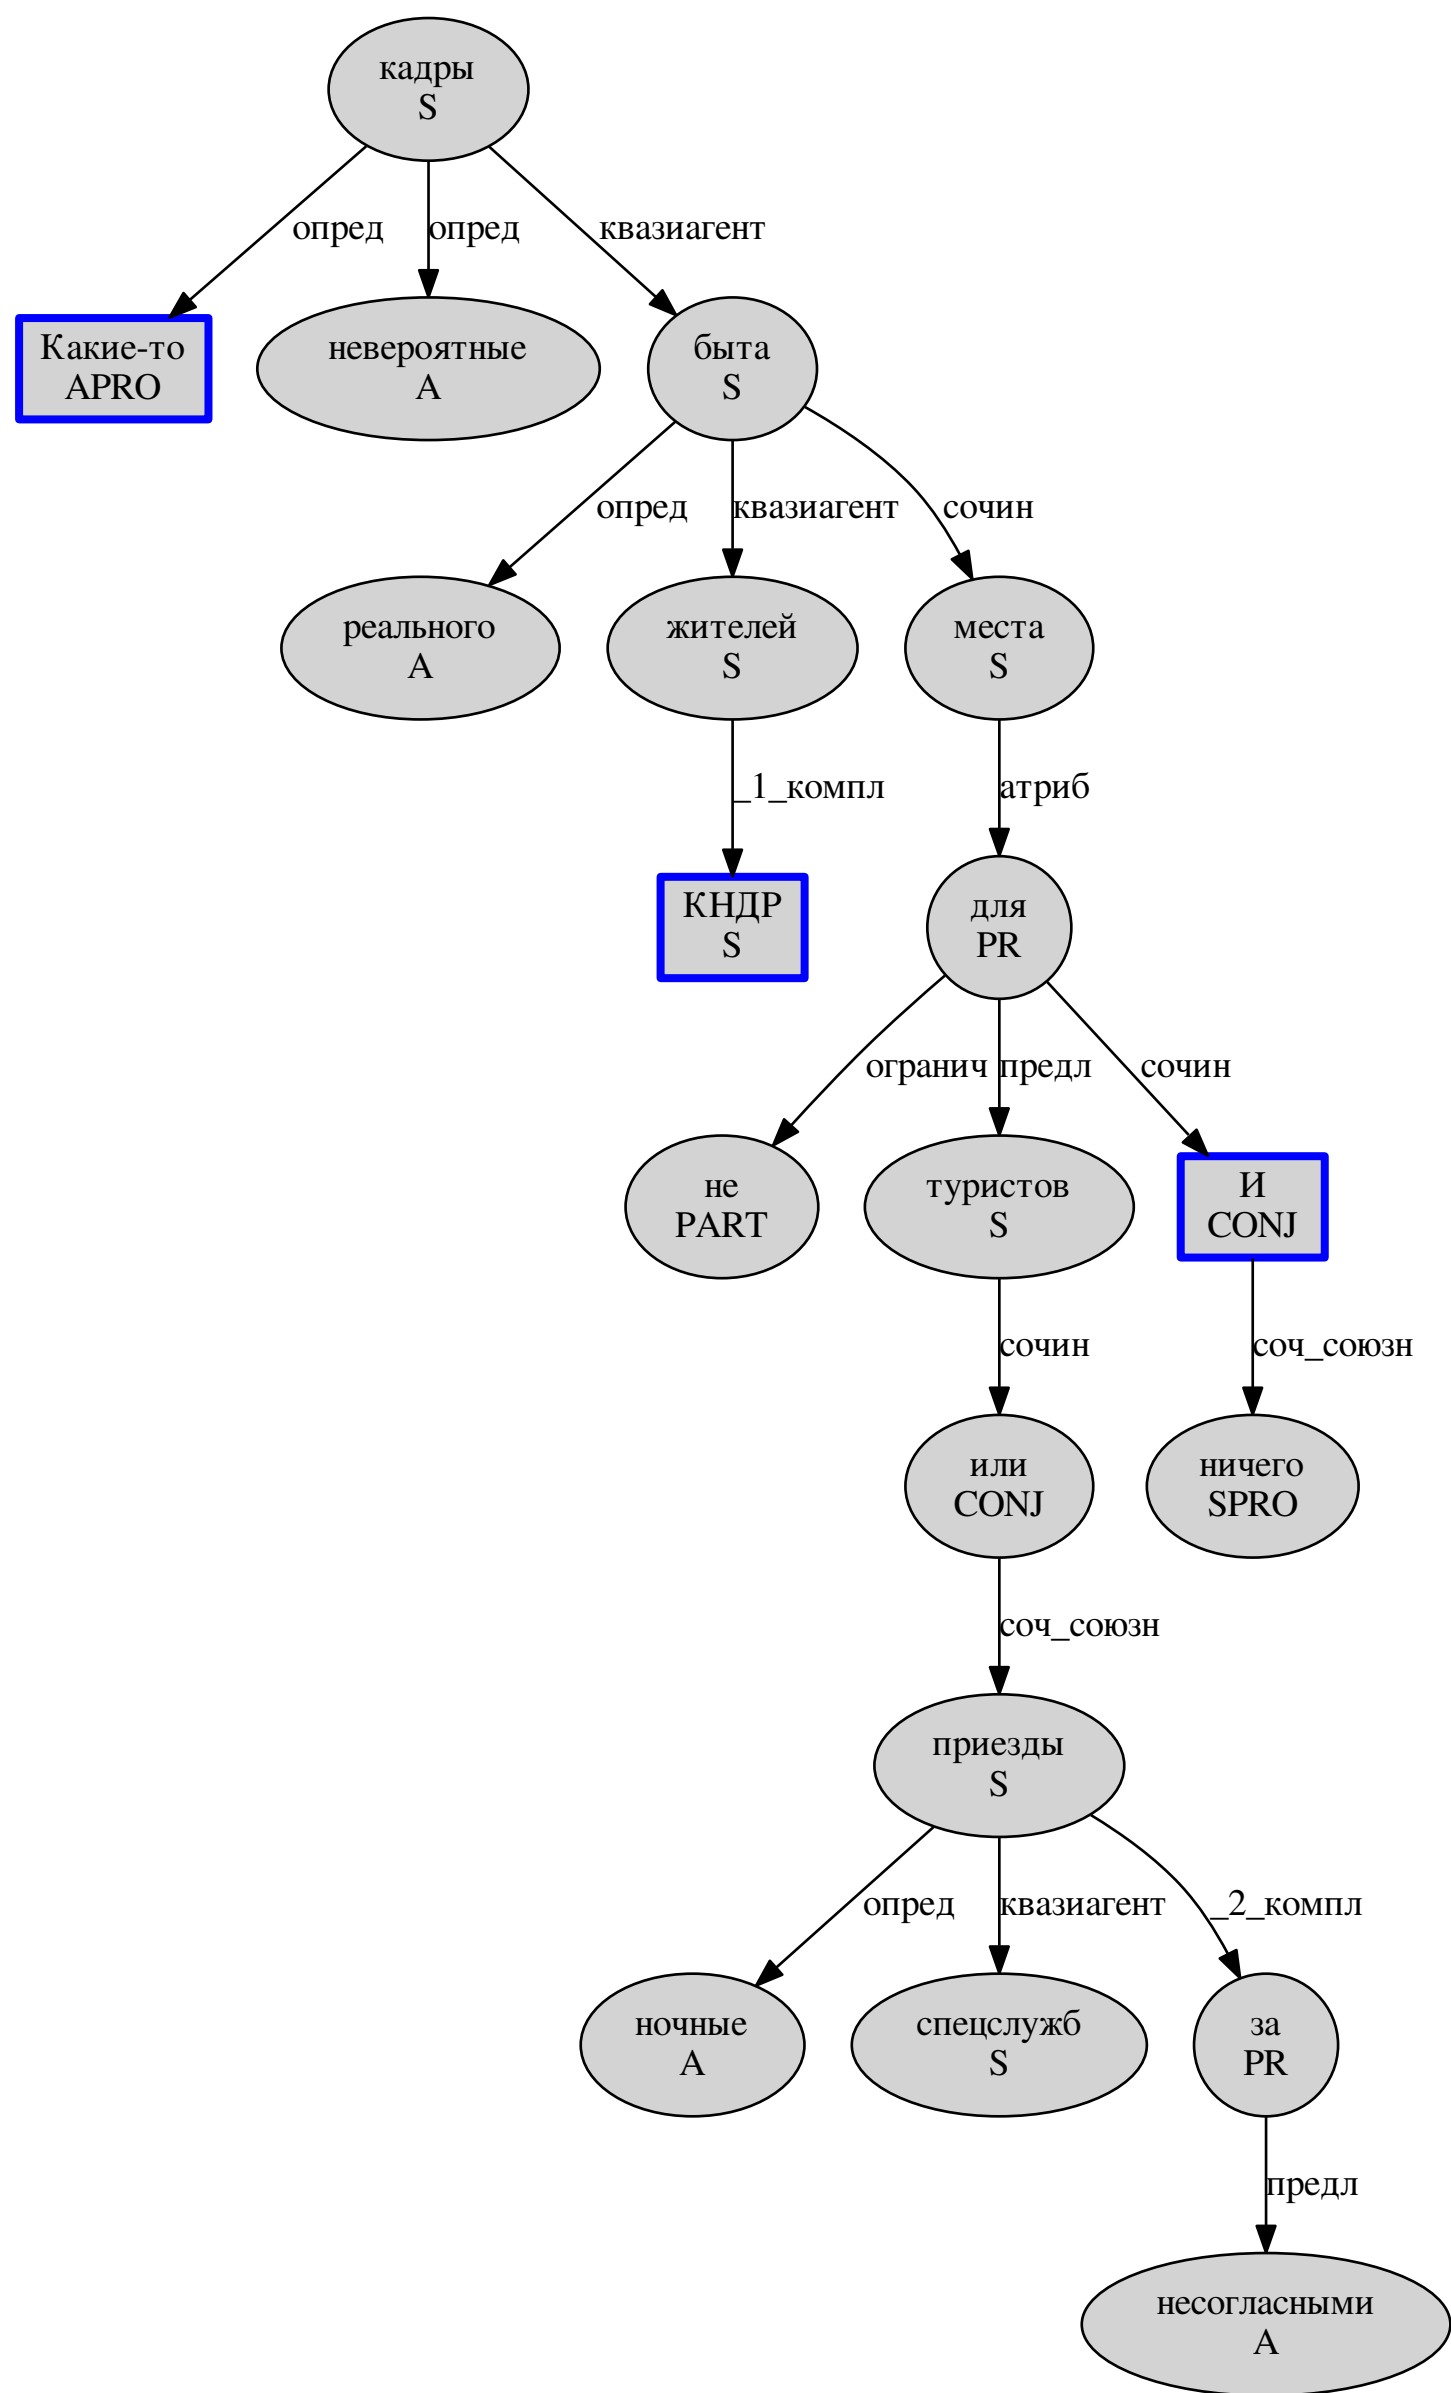 кадры
S
опред
опред
квазиагент
Какие-то
APRO
невероятные
A
быта
S
опред
квазиагент
сочин
реального
A
жителей
S
места
S
_1_компл
атриб
КНДР
S
для
PR
огранич
предл
сочин
не
PART
туристов
S
И
CONJ
сочин
соч_союзн
или
CONJ
ничего
SPRO
соч_союзн
приезды
S
опред
квазиагент
_2_компл
ночные
A
спецслужб
S
за
PR
предл
несогласными
A